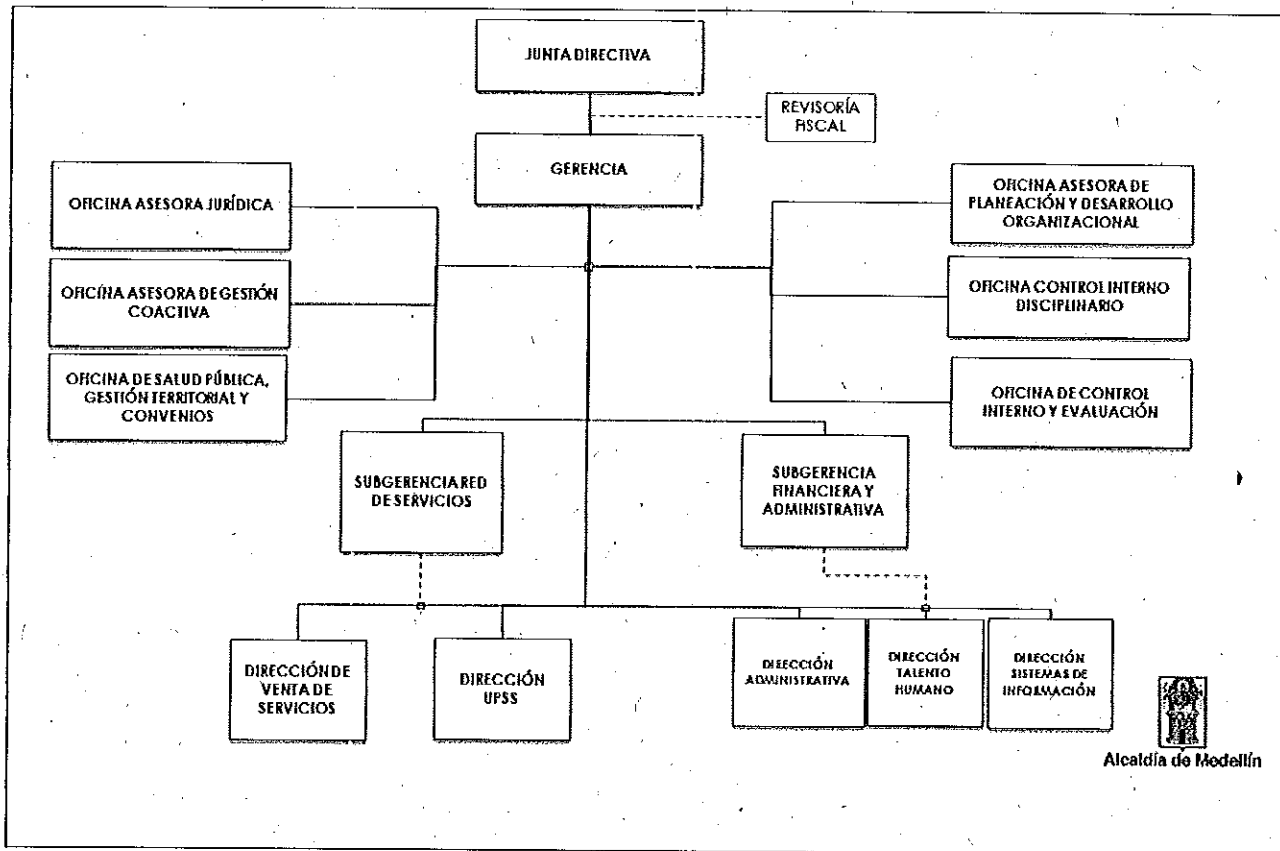 JUNTA DIRECTIVA
REVISORÍA
FISCAL
GERENCIA
OFICINA ASESORA JURÍDICA
OFICINA ASESORA DE GESTIÓN
COACTIVA
OFICINA DE SALUD PÚBLICA,
GESTIÓN TERRITORIAL Y
CONVENIOS
OFICINA ASESORA DE
PLANEACIÓN Y DESARROLLO
ORGANIZACIONAL
OFICINA CONTROL INTERNO
DISCIPLINARIO
OFICINA DE CONTROL
INTERNO Y EVALUACIÓN
SUBGERENCIA RED
DE SERVICIOS
SUBGERENCIA
FINANCIERA Y
ADMINISTRATIVA
DIRECCIÓN DE
VENTA DE
SERVICIOS
DIRECCIÓN
UPSS
DIRECCIÓN
ADMINISTRATIVA
DIRECCIÓN
TALENTO
HUMANO
DIRECCIÓN
SISTEMAS DE
INFORMACIÓN
Alcaldía de Medellín